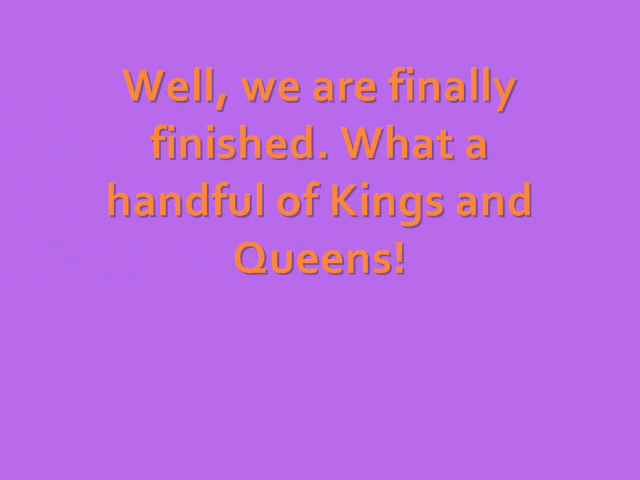 Well, we are finally
finished. What a
handful of Kings and
Queens!